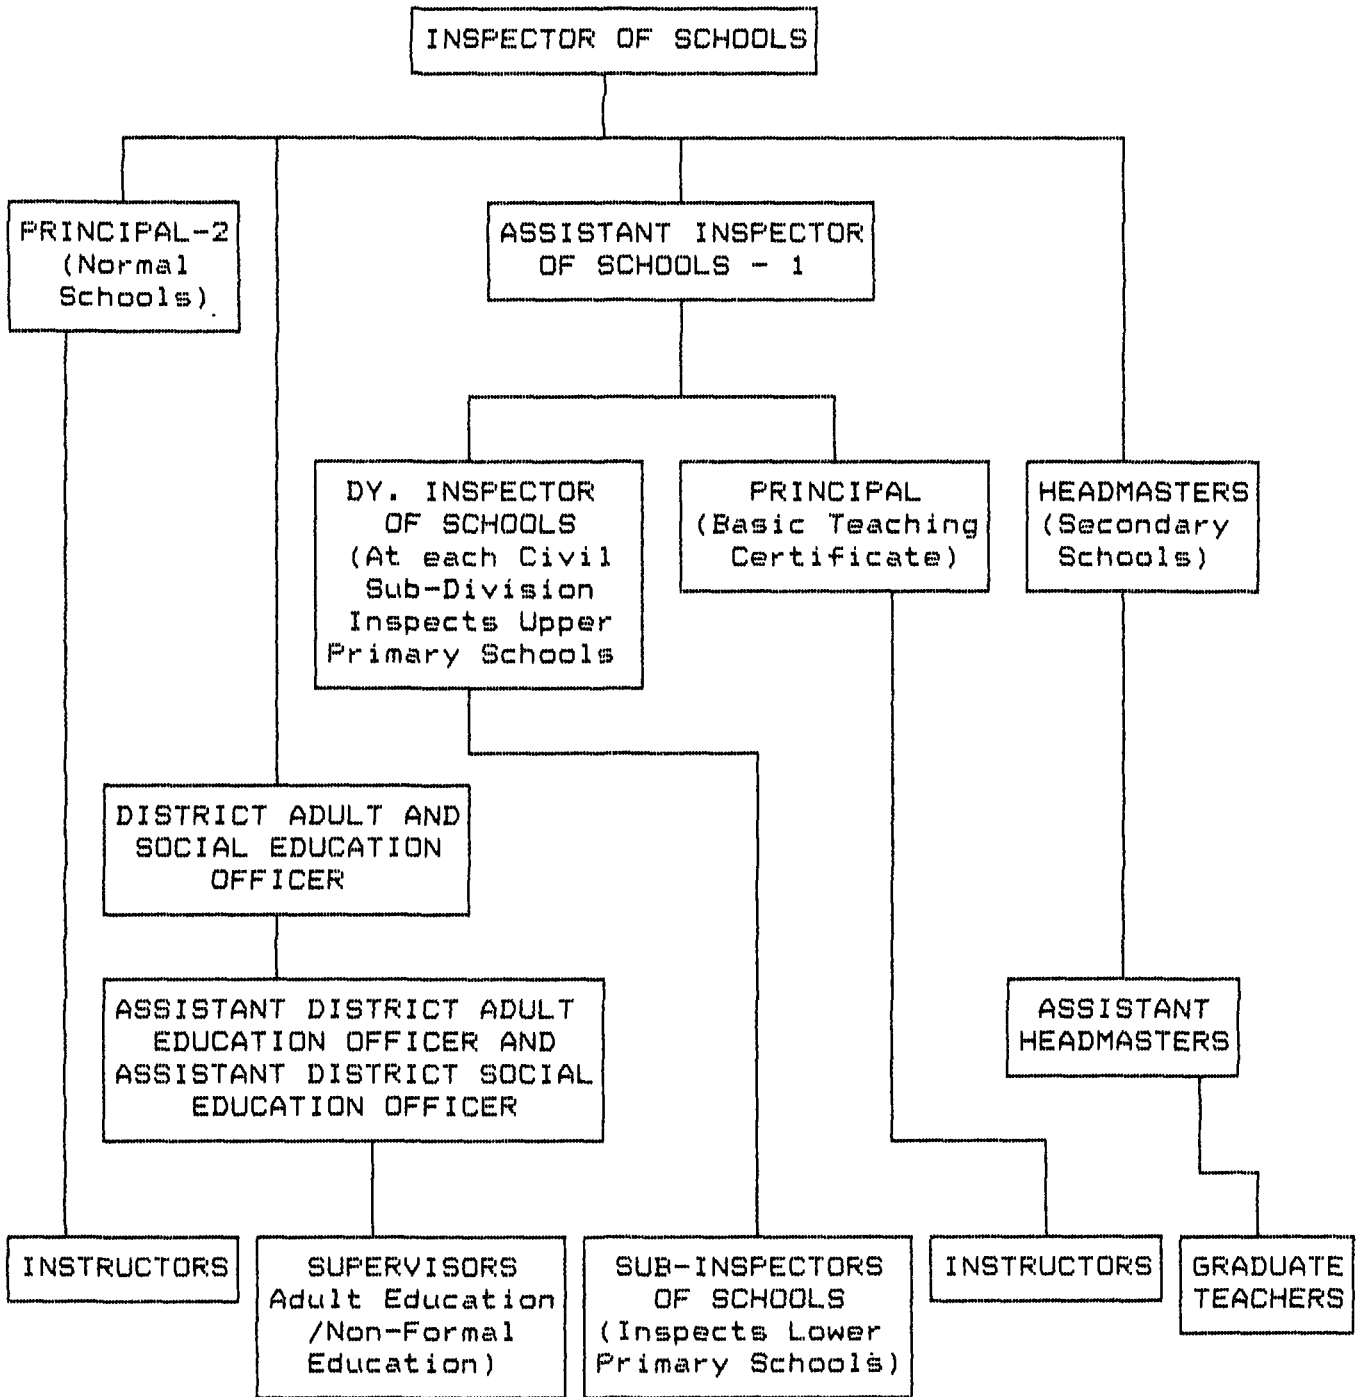 INSPECTOR OF SCHOOLS
PRINCIPAL-2
(Normal
Schools)
ASSISTANT INSPECTOR
OF SCHOOLS - 1
DY. INSPECTOR
OF SCHOOLS
(At each Civil
Sub-Division
Inspects Upper
Primary Schools
PRINCIPAL
(Basic Teaching
Certificate)
HEADMASTERS
(Secondary
Schools)
DISTRICT ADULT AND
SOCIAL EDUCATION
OFFICER
ASSISTANT DISTRICT ADULT
EDUCATION OFFICER AND
ASSISTANT DISTRICT SOCIAL
EDUCATION OFFICER
ASSISTANT
HEADMASTERS
INSTRUCTORS
SUPERVISORS
Adult Education
/Non-Formal
Education)
SUB-INSPECTORS
OF SCHOOLS
(Inspects Lower
Primary Schools)
INSTRUCTORS
GRADUATE
TEACHERS